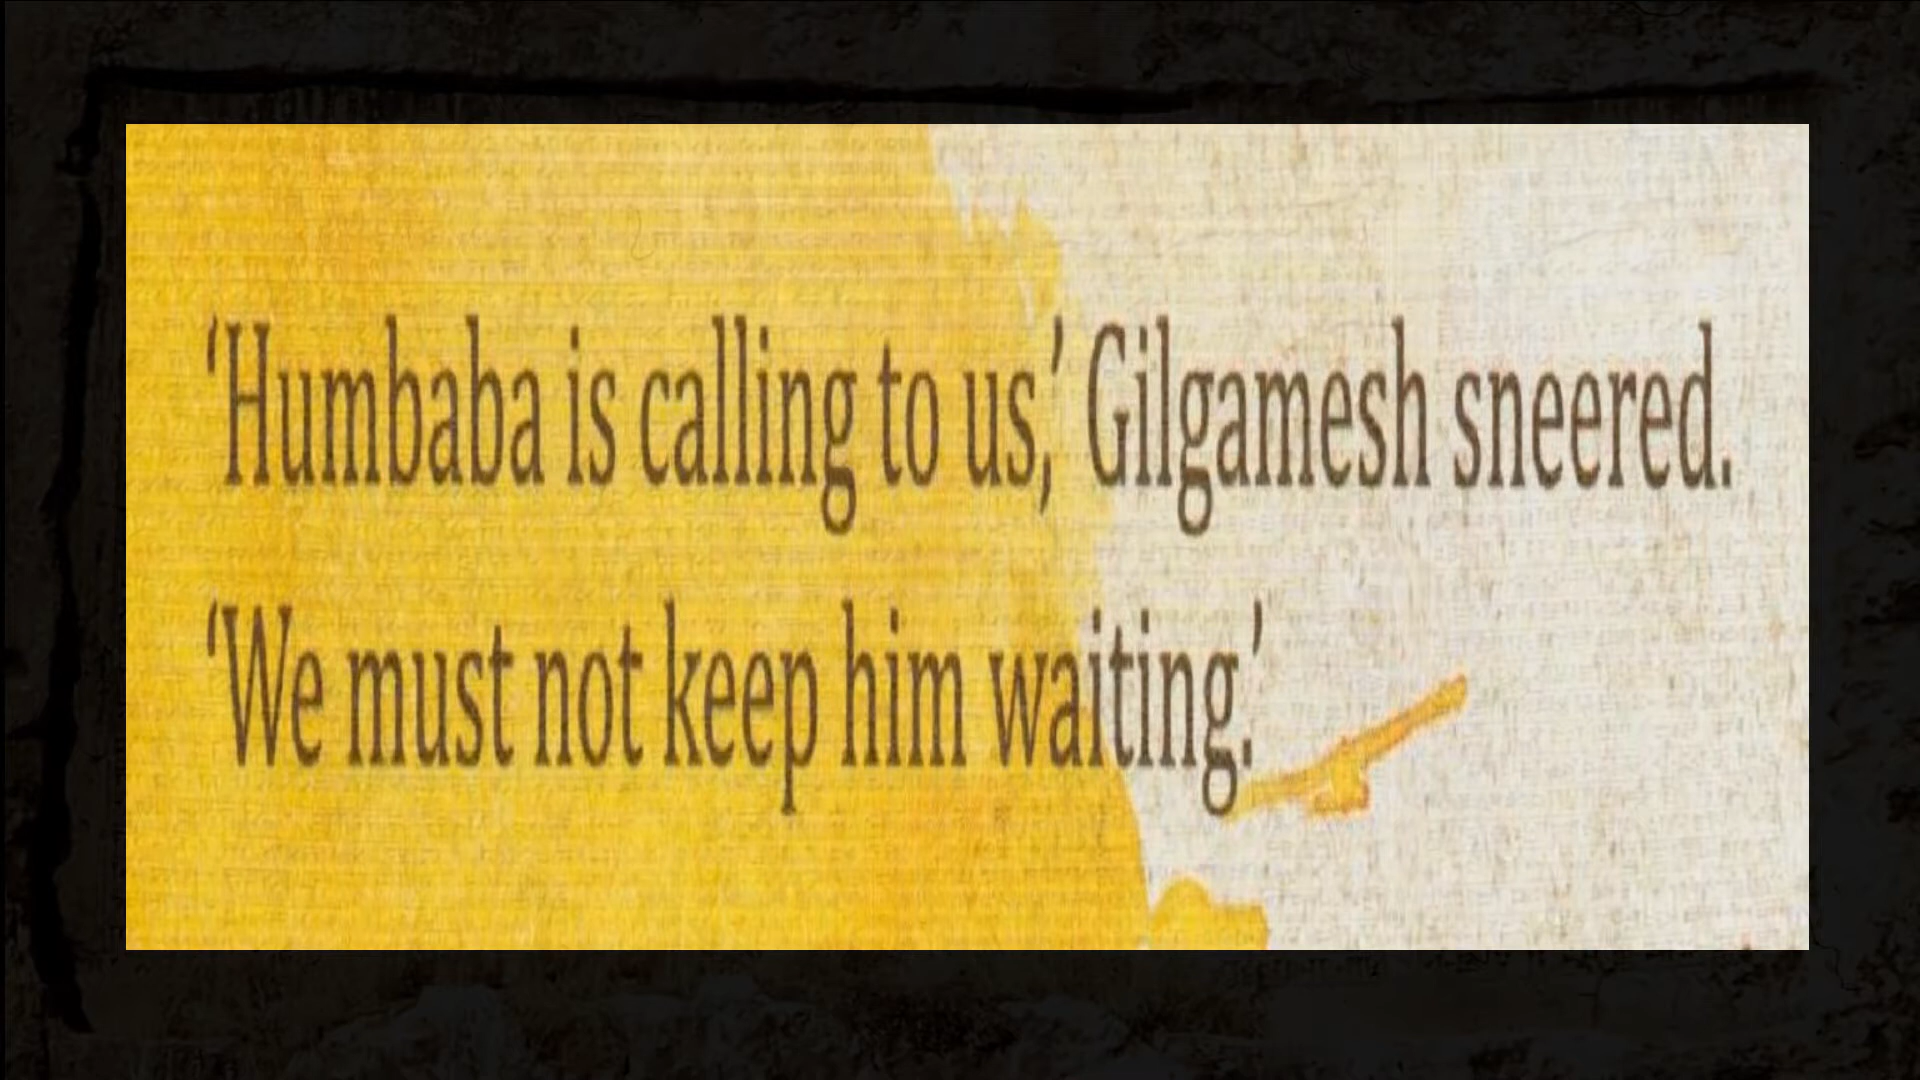 ‘Humbaba is calling to us,’ Gilgamesh sneered.
‘We must not keep him waiting.’